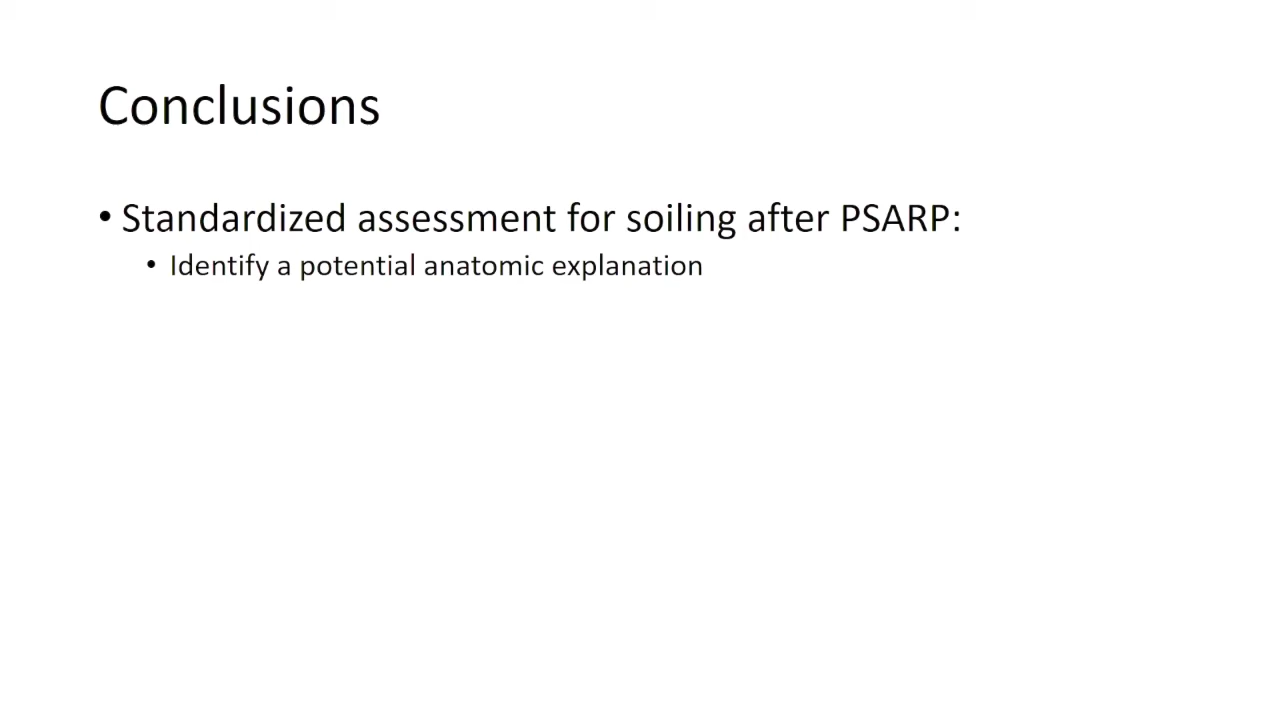 Conclusions
• Standardized assessment for soiling after PSARP:
• Identify a potential anatomic explanation